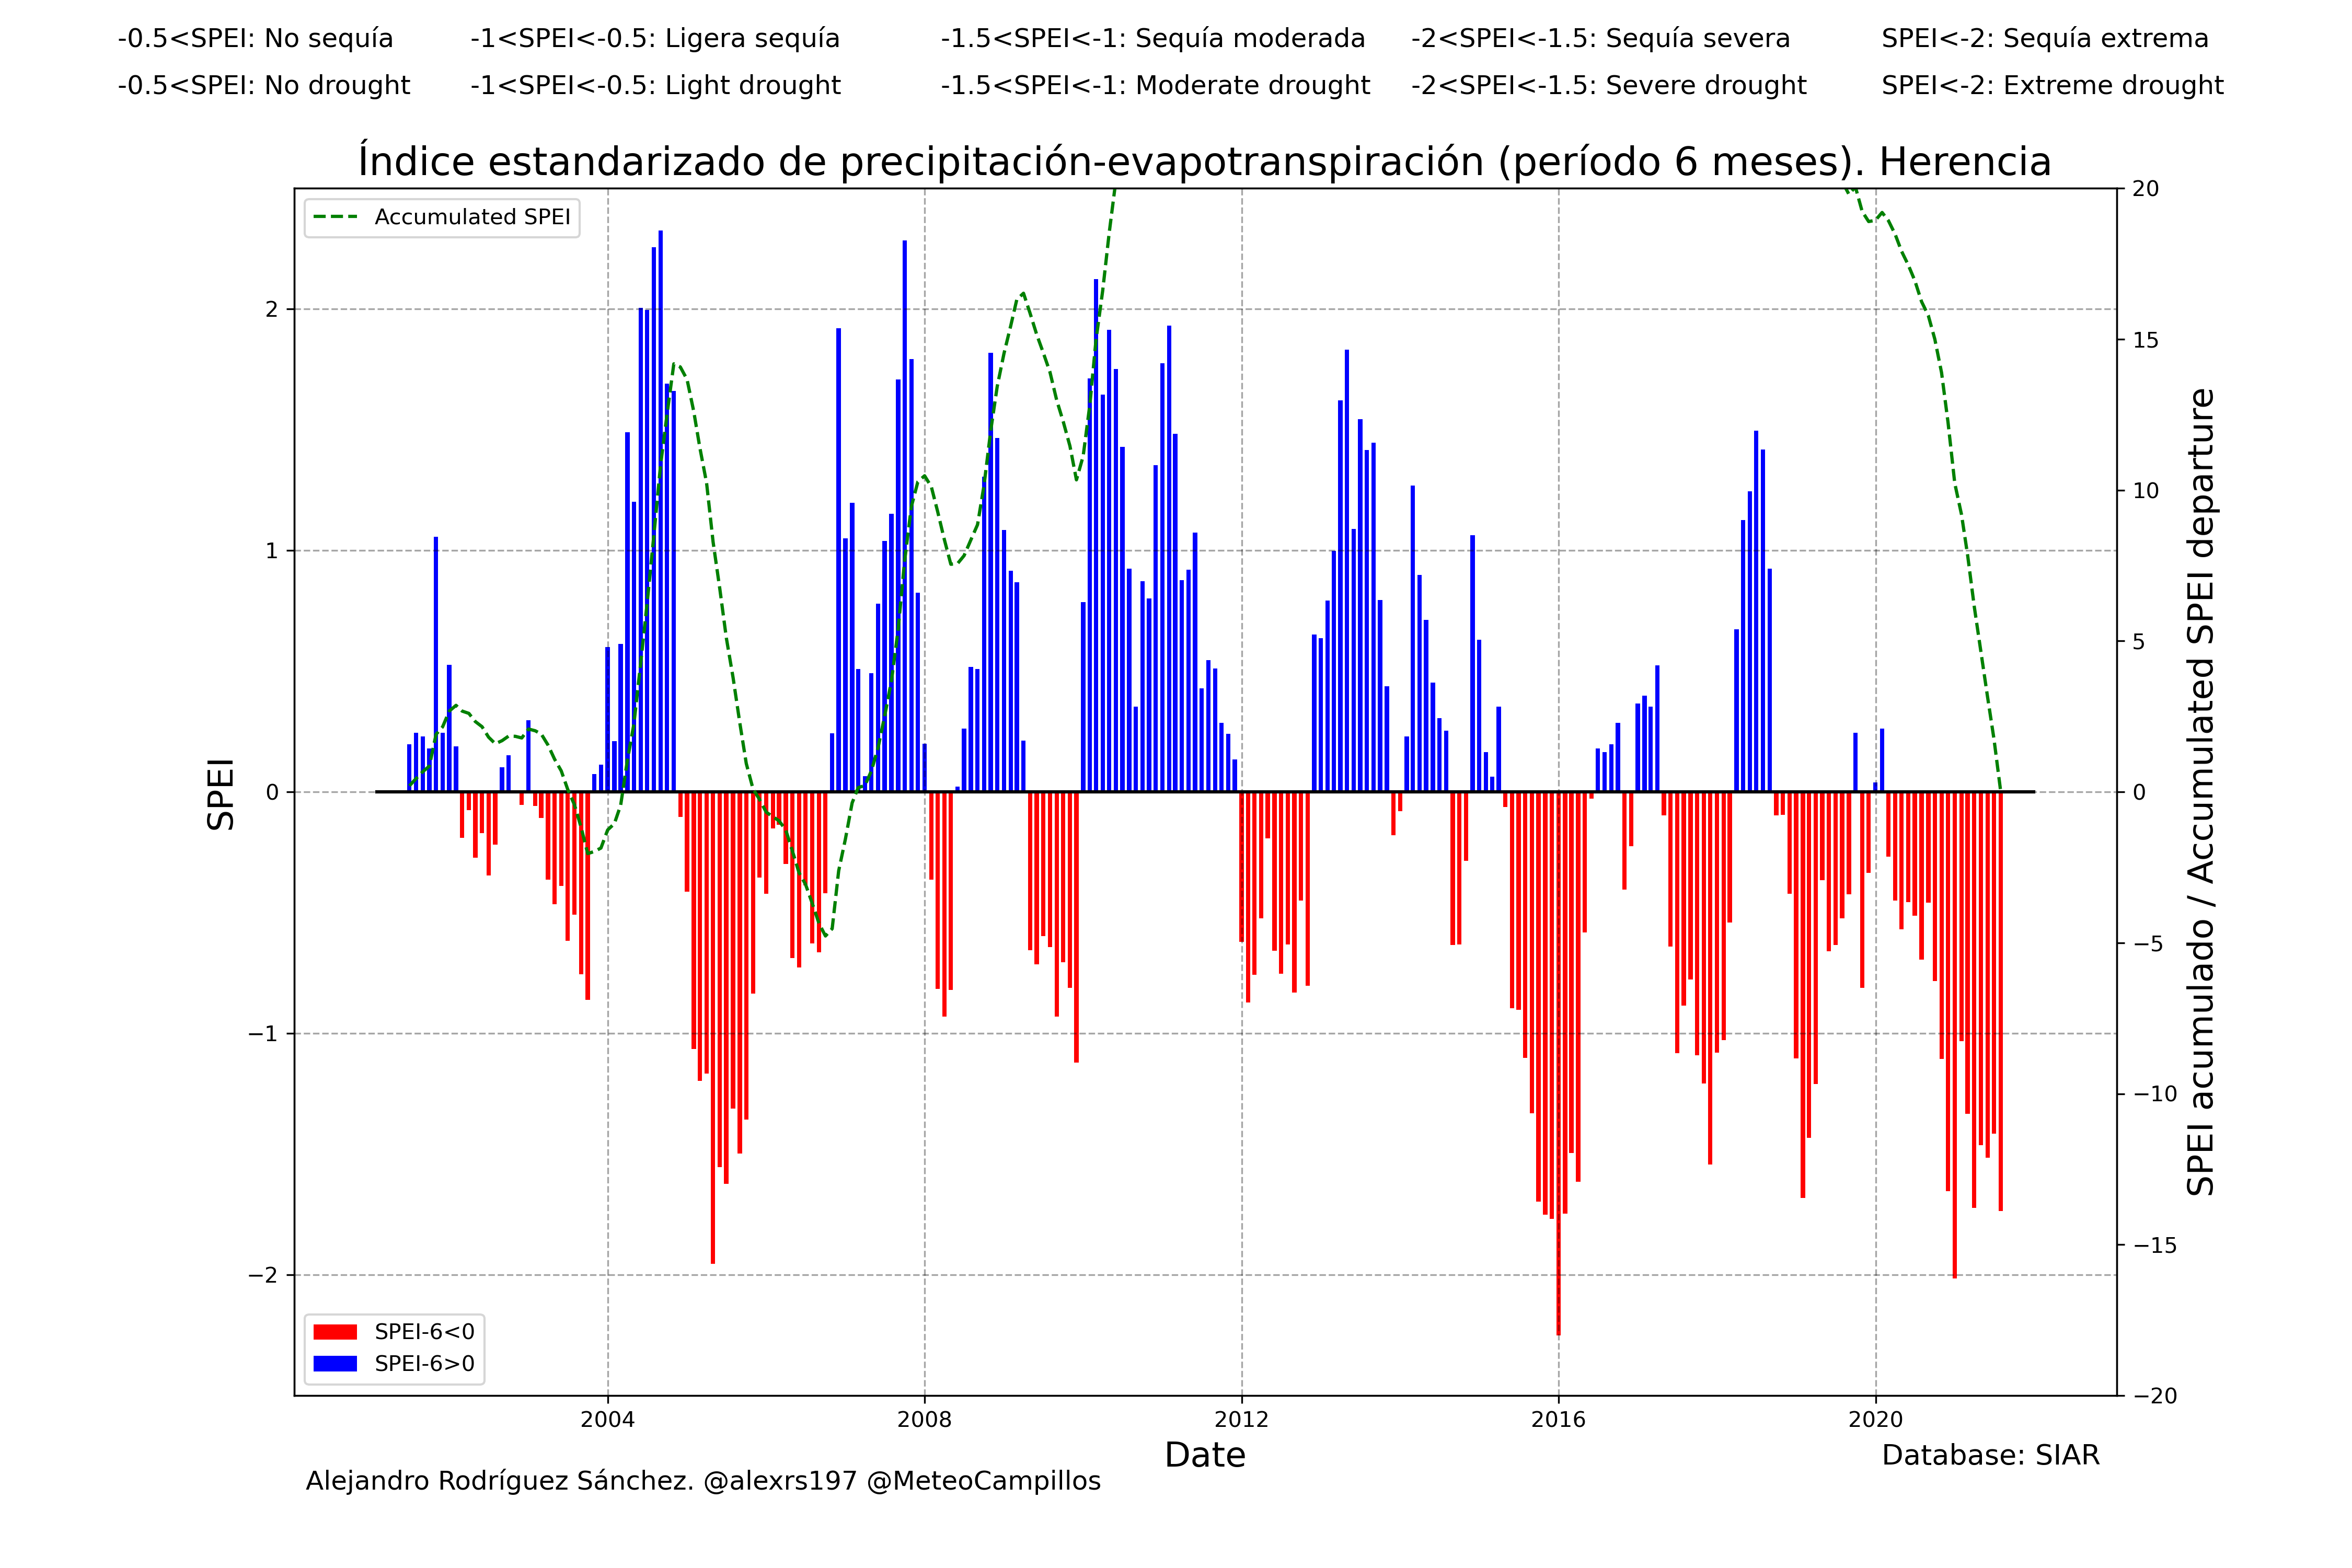 -0.5<SPEI: No sequía -1<SPEI<-0.5: Ligera sequía -1.5<SPEI<-1: Sequía moderada -2<SPEI<-1.5: Sequía severa SPEI<-2: Sequía extrema
-0.5<SPEI: No drought -1<SPEI<-0.5: Light drought -1.5<SPEI<-1: Moderate drought -2<SPEI<-1.5: Severe drought SPEI<-2: Extreme drought
Índice estandarizado de precipitación-evapotranspiración (período 6 meses). Herencia
Accumulated SPEI
2
1
0
−1
−2
SPEI
20
15
10
5
0
−5
−10
−15
−20
SPEI acumulado / Accumulated SPEI departure
SPEI-6<0
SPEI-6>0
2004 2008 2012 2016 2020
Date
Database: SIAR
Alejandro Rodríguez Sánchez. @alexrs197 @MeteoCampillos